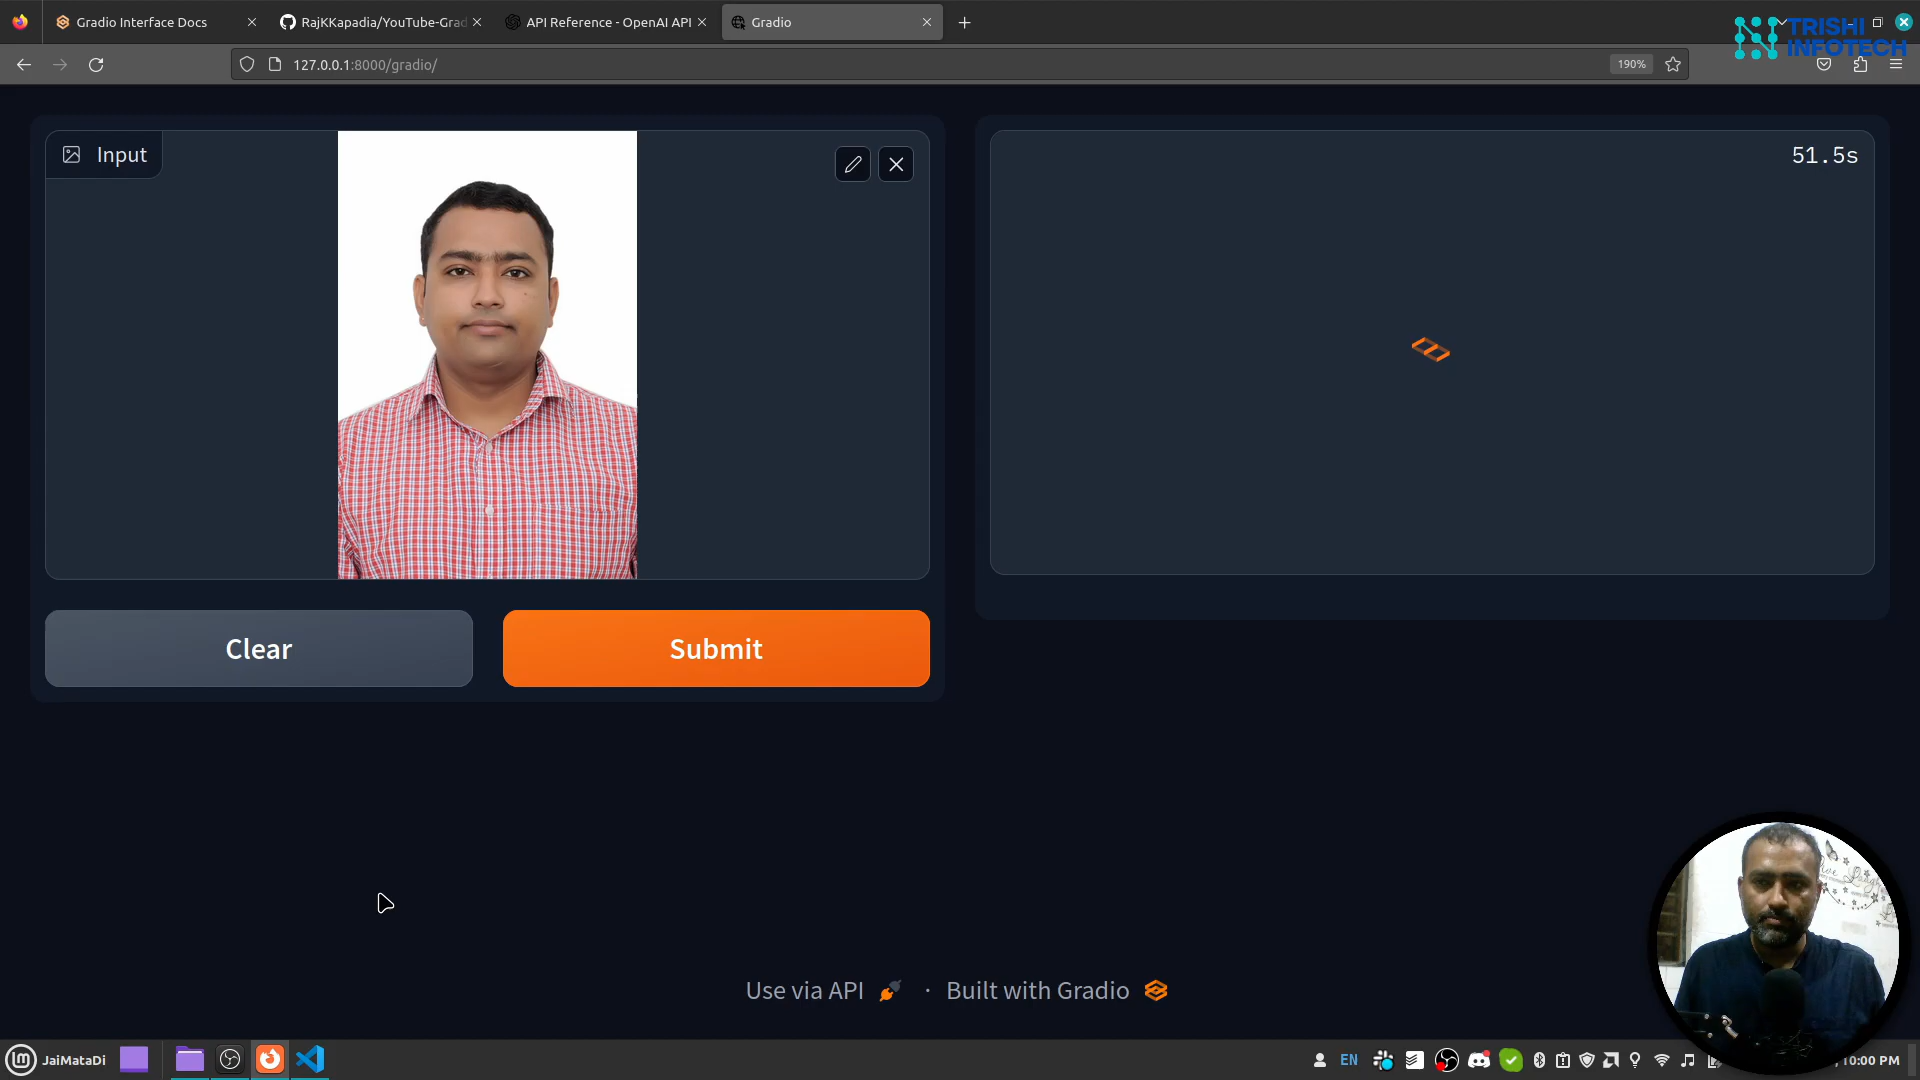 Gradio Interface Docs
RajKKapadia/YouTube-Grad
API Reference - OpenAI API
Gradio
TRISHI
INFOTECH
127.0.0.1:8000/gradio/
190%
Input
51.5s
Clear
Submit
Use via API · Built with Gradio
JaiMataDi
EN
10:00 PM